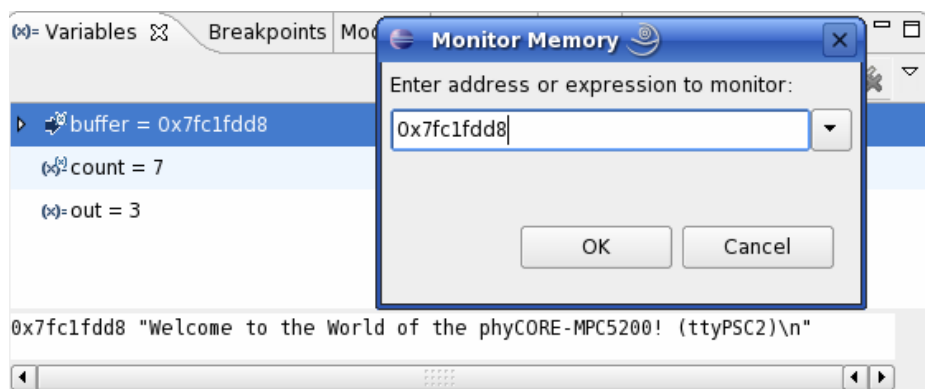 (x)= Variables Breakpoints
Monitor Memory
Enter address or expression to monitor:
0x7fc1fdd8
buffer = 0x7fc1fdd8
count = 7
(x)= out = 3
OK Cancel
0x7fc1fdd8 "Welcome to the World of the phyCORE-MPC5200! (ttyPSC2)\n"